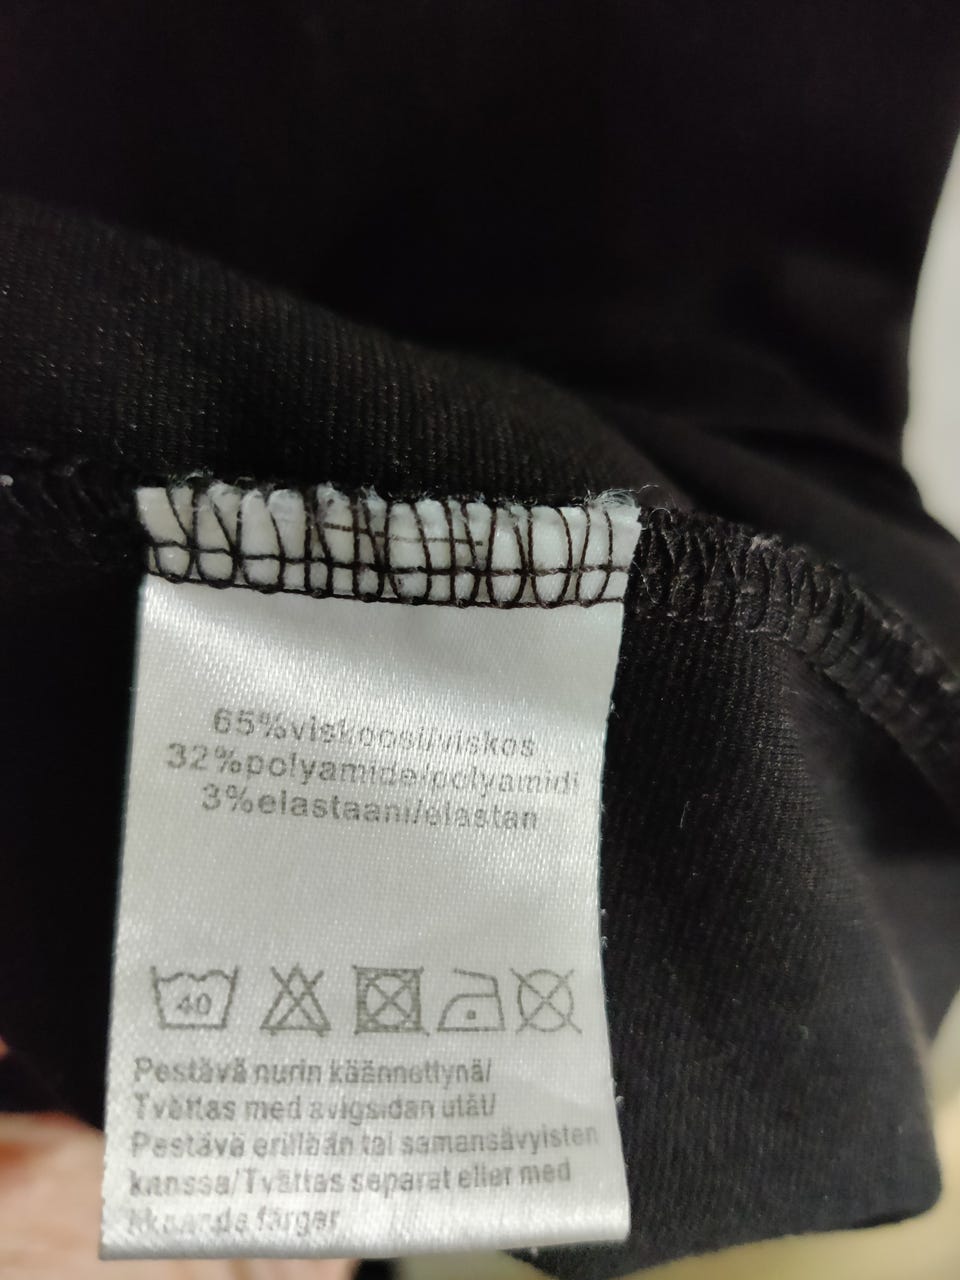 65%viskoosi/viskos
32%polyamide/polyamidi
3%elastaani/elastan
40
Pestävä nurin käännettynä/
Tvättas med avigsidan utåt/
Pestävä erillään tai samansävyisten
kanssa/Tvättas separat eller med
liknande färger